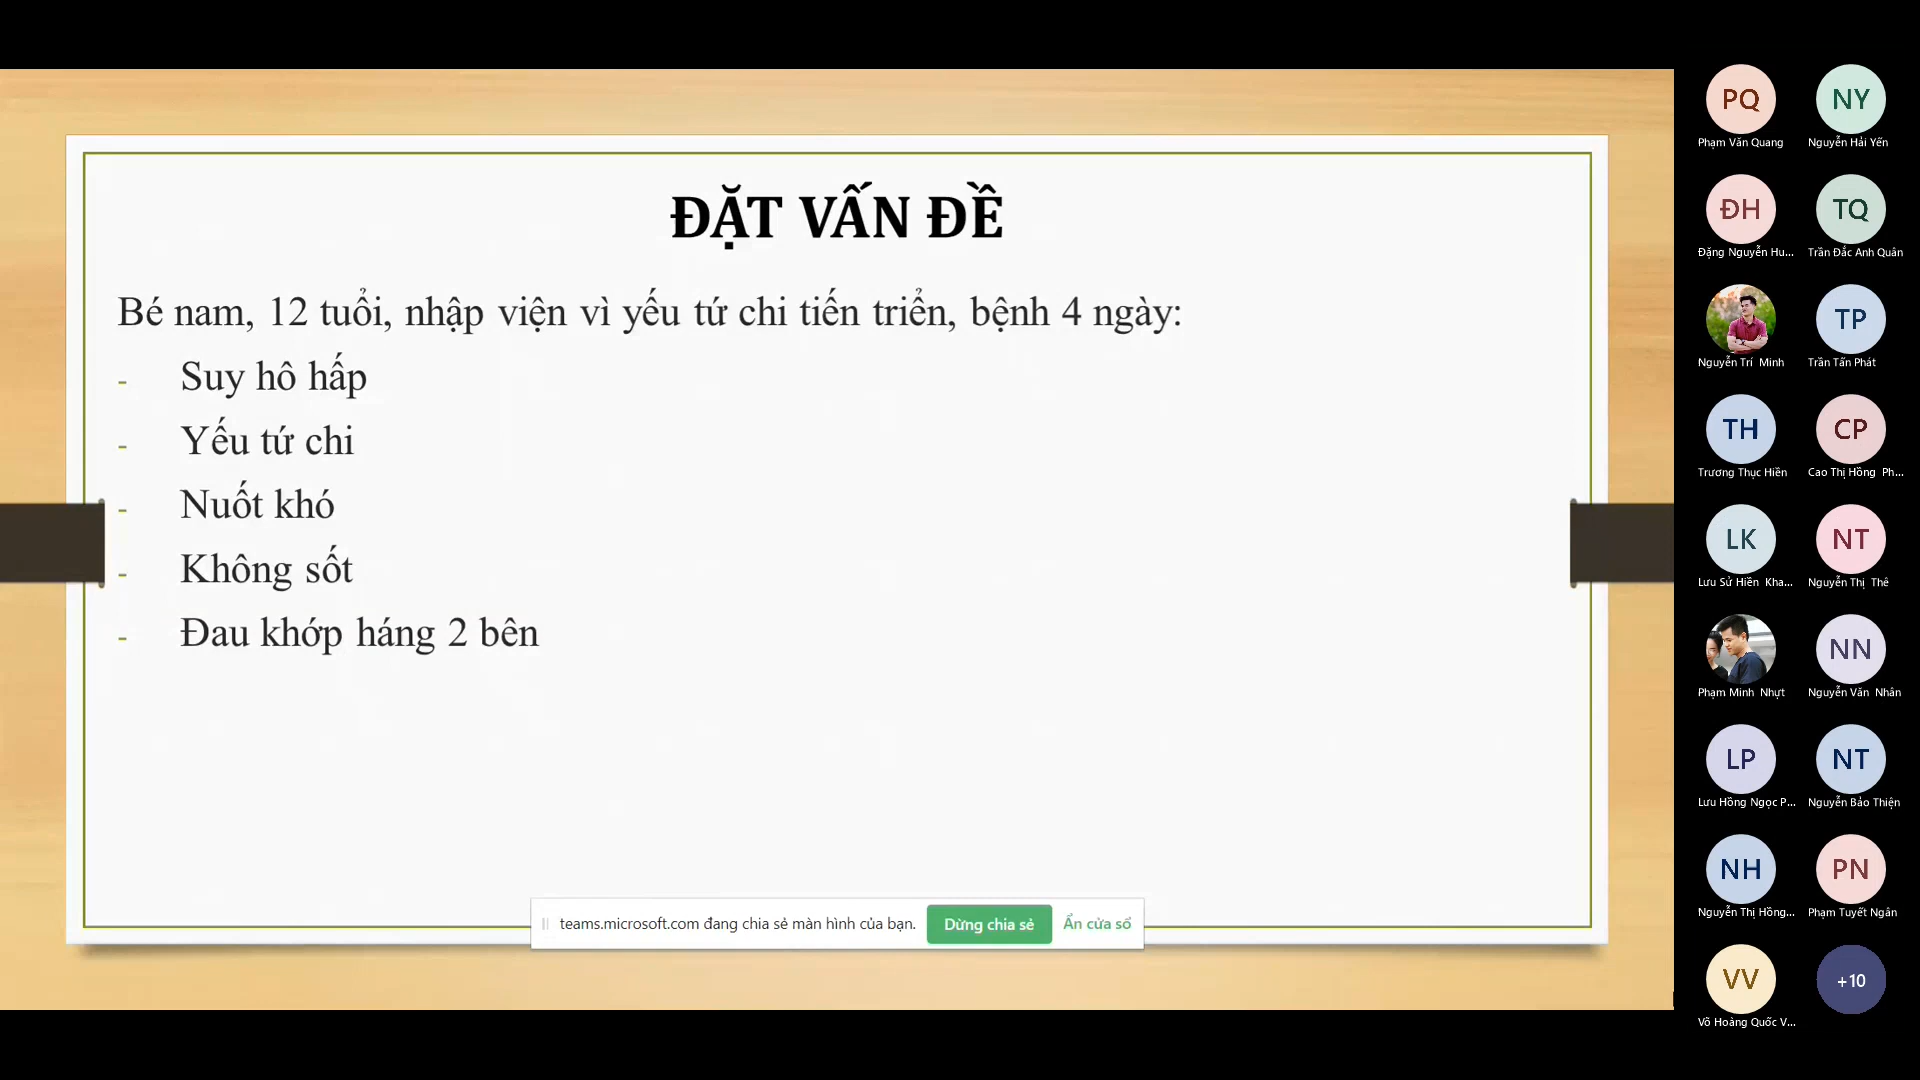 ĐẶT VẤN ĐỀ
Bé nam, 12 tuổi, nhập viện vì yếu tứ chi tiến triển, bệnh 4 ngày:
- Suy hô hấp
- Yếu tứ chi
- Nuốt khó
- Không sốt
- Đau khớp háng 2 bên
teams.microsoft.com đang chia sẻ màn hình của bạn. Dừng chia sẻ Ẩn cửa sổ
PQ NY
Phạm Văn Quang Nguyễn Hải Yến
ĐH TQ
Đặng Nguyễn Hu... Trần Đắc Anh Quân
TP
Nguyễn Trí Minh Trần Tấn Phát
TH CP
Trương Thục Hiền Cao Thị Hồng Ph...
LK NT
Lưu Sử Hiền Kha... Nguyễn Thị Thê
NN
Phạm Minh Nhựt Nguyễn Văn Nhân
LP NT
Lưu Hồng Ngọc P... Nguyễn Bảo Thiện
NH PN
Nguyễn Thị Hồng... Phạm Tuyết Ngân
VV +10
Võ Hoàng Quốc V...